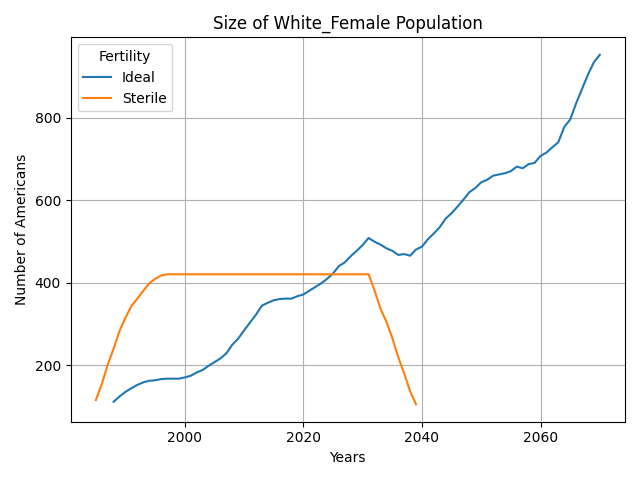 Size of White_Female Population
Fertility
Ideal
Sterile
Number of Americans
800
600
400
200
2000
2020
2040
2060
Years